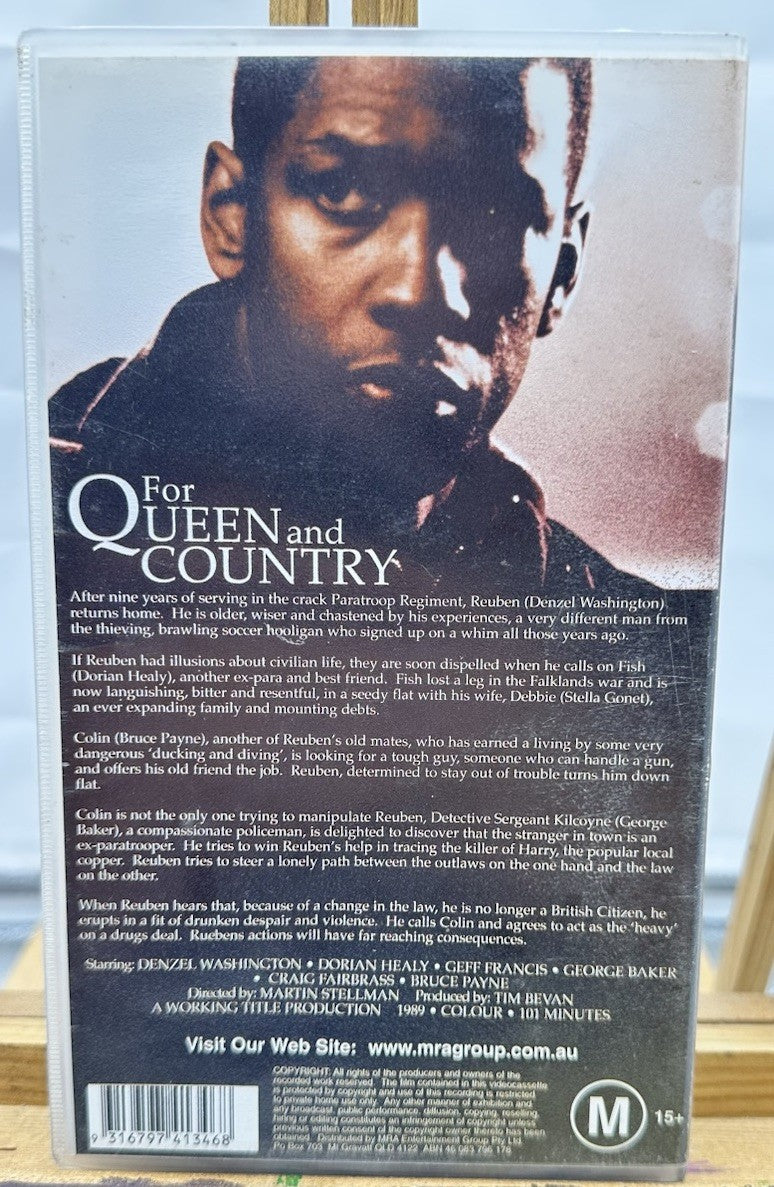 For
QUEEN and
COUNTRY
After nine years of serving in the crack Paratroop Regiment, Reuben (Denzel Washington)
returns home. He is older, wiser and chastened by his experiences, a very different man from
the thieving, brawling soccer hooligan who signed up on a whim all those years ago.
If Reuben had illusions about civilian life, they are soon dispelled when he calls on Fish
(Dorian Healy), another ex-para and best friend. Fish lost a leg in the Falklands war and is
now languishing, bitter and resentful, in a seedy flat with his wife, Debbie (Stella Gonet),
an ever expanding family and mounting debts.
Colin (Bruce Payne), another of Reuben's old mates, who has earned a living by some very
dangerous 'ducking and diving', is looking for a tough guy, someone who can handle a gun,
and offers his old friend the job. Reuben, determined to stay out of trouble turns him down
flat.
Colin is not the only one trying to manipulate Reuben, Detective Sergeant Kilcoyne (George
Baker), a compassionate policeman, is delighted to discover that the stranger in town is an
ex-paratrooper. He tries to win Reuben's help in tracing the killer of Harry, the popular local
copper. Reuben tries to steer a lonely path between the outlaws on the one hand and the law
on the other.
When Reuben hears that, because of a change in the law, he is no longer a British Citizen, he
erupts in a fit of drunken despair and violence. He calls Colin and agrees to act as the 'heavy'
on a drugs deal. Ruebens actions will have far reaching consequences.
Starring: DENZEL WASHINGTON • DORIAN HEALY • GEFF FRANCIS • GEORGE BAKER
• CRAIG FAIRBRASS • BRUCE PAYNE
Directed by: MARTIN STELLMAN Produced by: TIM BEVAN
A WORKING TITLE PRODUCTION 1989 • COLOUR • 101 MINUTES
Visit Our Web Site: www.mragroup.com.au
COPYRIGHT: All rights of the producers and owners of the
recorded work reserved. The film contained in this videocassette
is protected by copyright and use of this recording is restricted
to private home use only. Any other manner of exhibition and
any broadcast, public performance, diffusion, copying, reselling,
hiring or editing constitutes an infringement of copyright unless
previous written consent of the copyright owner thereto has been
obtained. Distributed by MRA Entertainment Group Pty Ltd.
Po Box 703, Mt Gravatt QLD 4122 ABN 46 083 796 178
9 316797 413468
M 15+